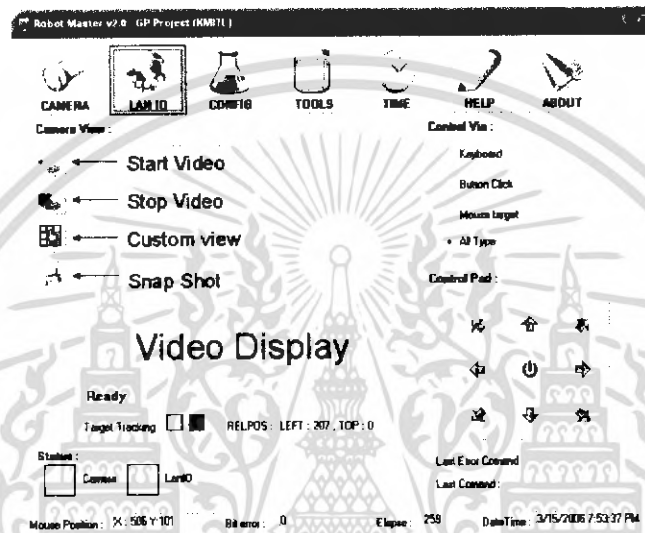 Robot Master v2.0 GP Project (KMITL)
CAMERA LAN IO CONFIG TOOLS TIME HELP ABOUT
Camera View :
Start Video
Stop Video
Custom view
Snap Shot
Control Via :
Keyboard
Button Click
Mouse target
All Type
Control Pad :
Video Display
Ready
Target Tracking RELPOS : LEFT : 207 , TOP : 0
Status :
Camera LanIO
Last Error Comand
Last Comand :
Mouse Position : X : 506 Y 101 Bit error : 0 Elapse : 259 DateTime : 3/15/2006 7:53:37 PM